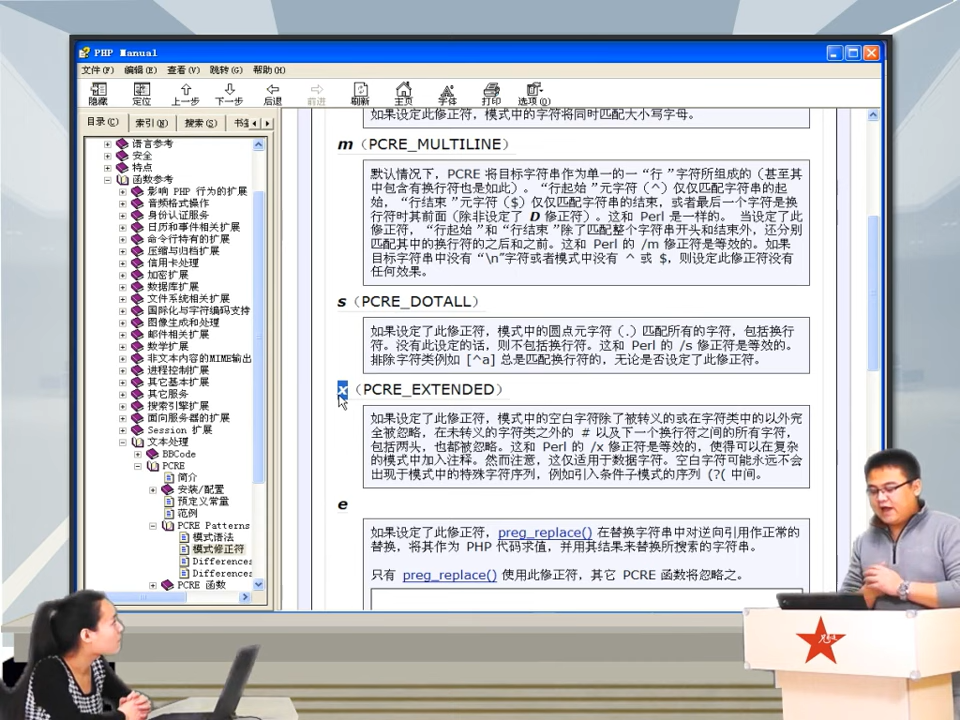 PHP Manual
文件(F) 编辑(E) 查看(V) 跳转(G) 帮助(H)
隐藏 定位 上一步 下一步 后退 前进 刷新 主页 字体 打印 选项(O)
目录(C) 索引(N) 搜索(S)
语言参考
安全
特点
函数参考
影响 PHP 行为的扩展
音频格式操作
身份认证服务
日历和事件相关扩展
命令行特有的扩展
压缩与归档扩展
信用卡处理
加密扩展
数据库扩展
文件系统相关扩展
国际化与字符编码支持
图像生成和处理
邮件相关扩展
数学扩展
非文本内容的MIME输出
进程控制扩展
其它基本扩展
其它服务
搜索引擎扩展
面向服务器的扩展
Session 扩展
文本处理
BBCode
PCRE
简介
安装/配置
预定义常量
范例
PCRE Patterns
模式语法
模式修正符
Differences
Differences
PCRE 函数
如果设定此修正符，模式中的字符将同时匹配大小写字母。
m（PCRE_MULTILINE）
默认情况下，PCRE 将目标字符串作为单一的一“行”字符所组成的（甚至其
中包含有换行符也是如此）。“行起始”元字符（^）仅仅匹配字符串的起
始，“行结束”元字符（$）仅仅匹配字符串的结束，或者最后一个字符是换
行符时其前面（除非设定了 D 修正符）。这和 Perl 是一样的。 当设定了此
修正符，“行起始”和“行结束”除了匹配整个字符串开头和结束外，还分别
匹配其中的换行符的之后和之前。这和 Perl 的 /m 修正符是等效的。如果
目标字符串中没有“\n”字符或者模式中没有 ^ 或 $，则设定此修正符没有
任何效果。
s（PCRE_DOTALL）
如果设定了此修正符，模式中的圆点元字符（.）匹配所有的字符，包括换行
符。没有此设定的话，则不包括换行符。这和 Perl 的 /s 修正符是等效的。
排除字符类例如 [^a] 总是匹配换行符的，无论是否设定了此修正符。
x（PCRE_EXTENDED）
如果设定了此修正符，模式中的空白字符除了被转义的或在字符类中的以外完
全被忽略，在未转义的字符类之外的 # 以及下一个换行符之间的所有字符，
包括两头，也都被忽略。这和 Perl 的 /x 修正符是等效的，使得可以在复杂
的模式中加入注释。然而注意，这仅适用于数据字符。空白字符可能永远不会
出现于模式中的特殊字符序列，例如引入条件子模式的序列 (?( 中间。
e
如果设定了此修正符，preg_replace() 在替换字符串中对逆向引用作正常的
替换，将其作为 PHP 代码求值，并用其结果来替换所搜索的字符串。
只有 preg_replace() 使用此修正符，其它 PCRE 函数将忽略之。